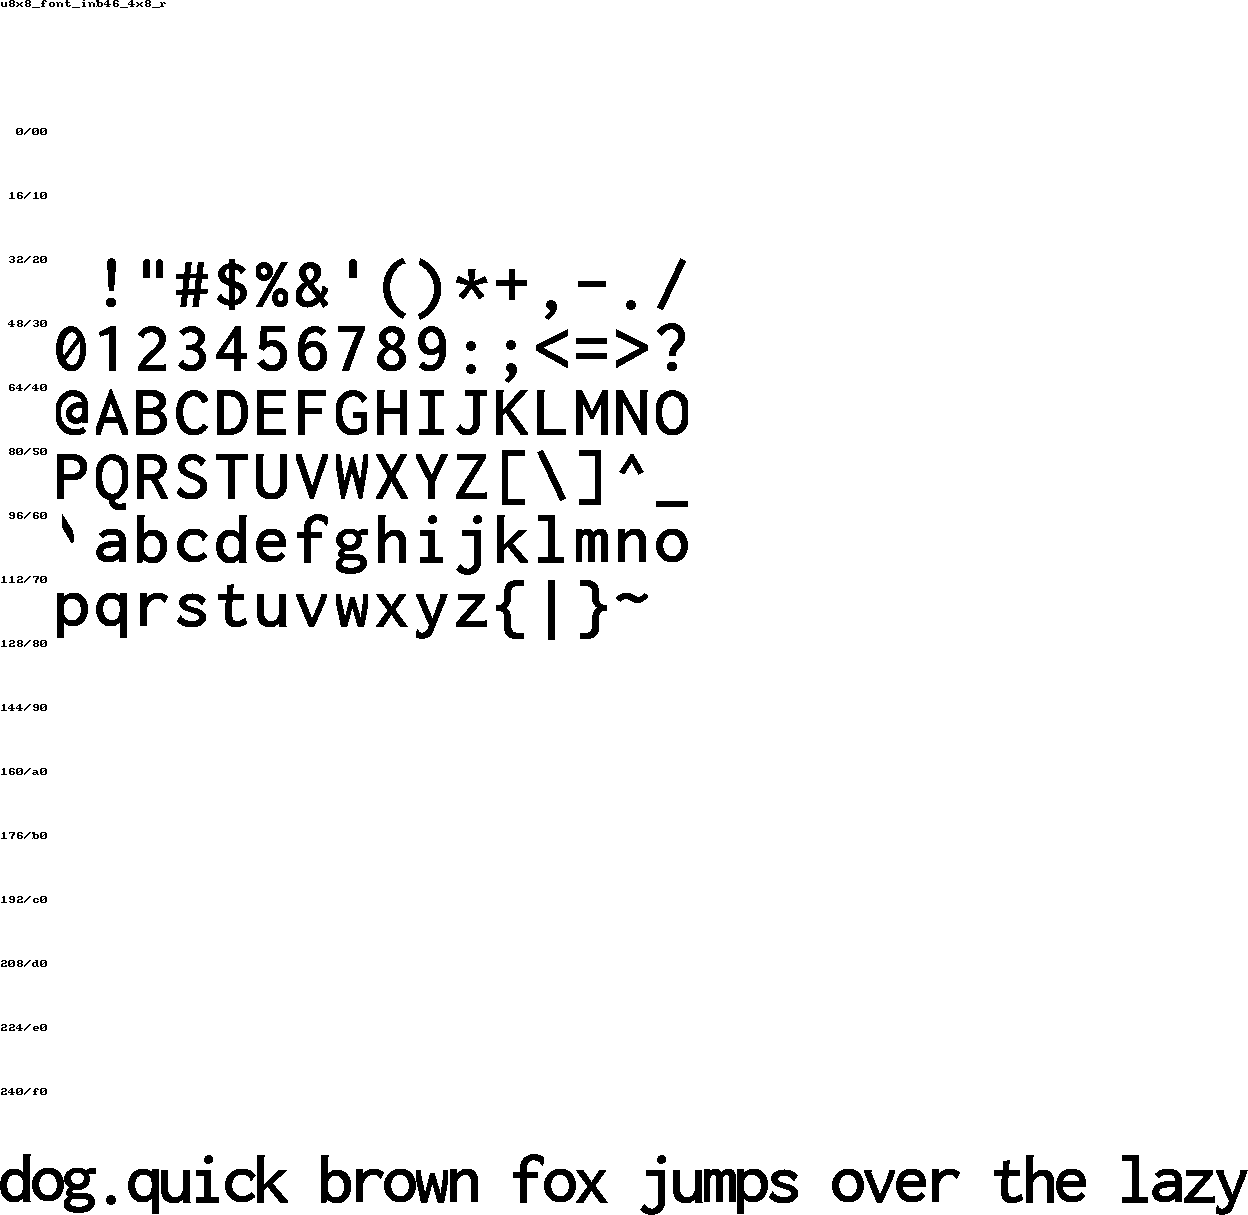 u8x8_font_inb46_4x8_r
0/00
16/10
32/20 !"#$%&'()*+,-./
48/30 0123456789:;<=>?
64/40 @ABCDEFGHIJKLMNO
80/50 PQRSTUVWXYZ[\]^_
96/60 `abcdefghijklmno
112/70 pqrstuvwxyz{|}~
128/80
144/90
160/a0
176/b0
192/c0
208/d0
224/e0
240/f0
dog.quick brown fox jumps over the lazy